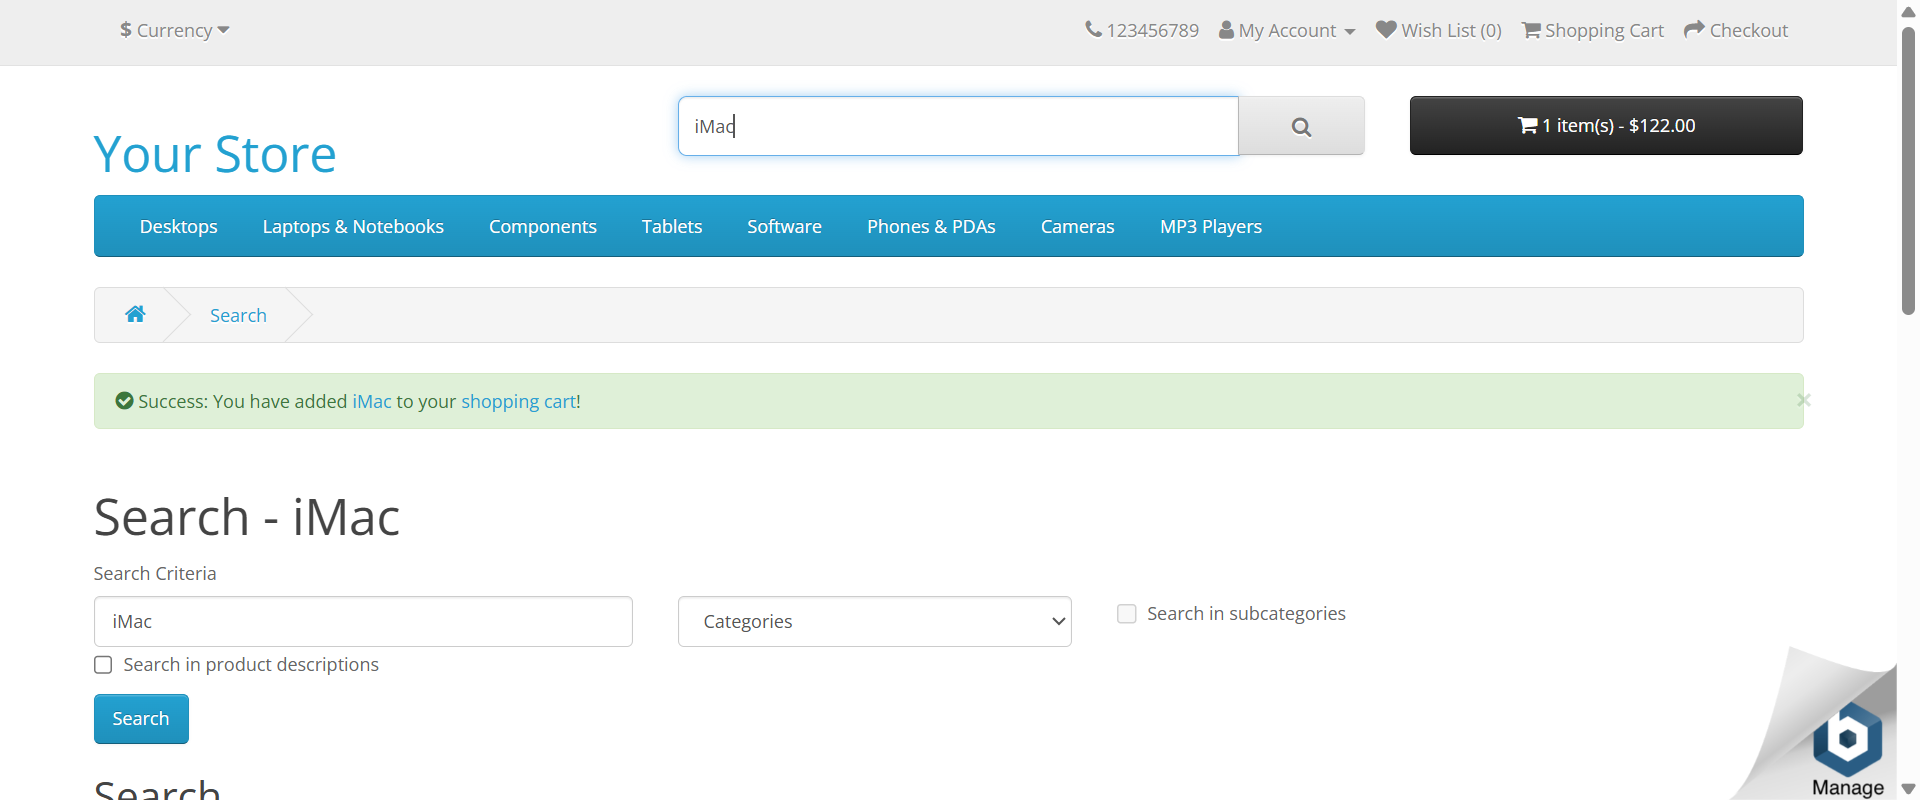 $ Currency
123456789 My Account Wish List (0) Shopping Cart Checkout
iMac
1 item(s) - $122.00
Your Store
Desktops Laptops & Notebooks Components Tablets Software Phones & PDAs Cameras MP3 Players
Search
Success: You have added iMac to your shopping cart!
×
Search - iMac
Search Criteria
iMac
Categories
Search in subcategories
Search in product descriptions
Search
Search
Manage